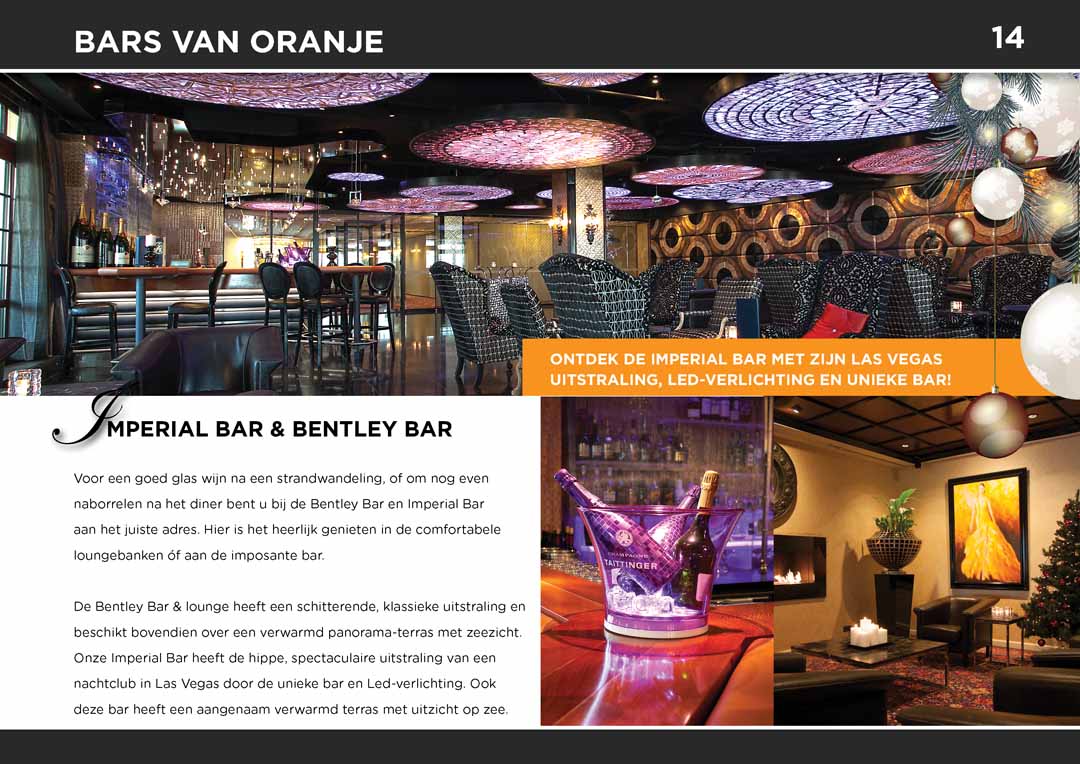 BARS VAN ORANJE
14
ONTDEK DE IMPERIAL BAR MET ZIJN LAS VEGAS
UITSTRALING, LED-VERLICHTING EN UNIEKE BAR!
IMPERIAL BAR & BENTLEY BAR
Voor een goed glas wijn na een strandwandeling, of om nog even
naborrelen na het diner bent u bij de Bentley Bar en Imperial Bar
aan het juiste adres. Hier is het heerlijk genieten in de comfortabele
loungebanken óf aan de imposante bar.
De Bentley Bar & lounge heeft een schitterende, klassieke uitstraling en
beschikt bovendien over een verwarmd panorama-terras met zeezicht.
Onze Imperial Bar heeft de hippe, spectaculaire uitstraling van een
nachtclub in Las Vegas door de unieke bar en Led-verlichting. Ook
deze bar heeft een aangenaam verwarmd terras met uitzicht op zee.
CHAMPAGNE
TAITTINGER